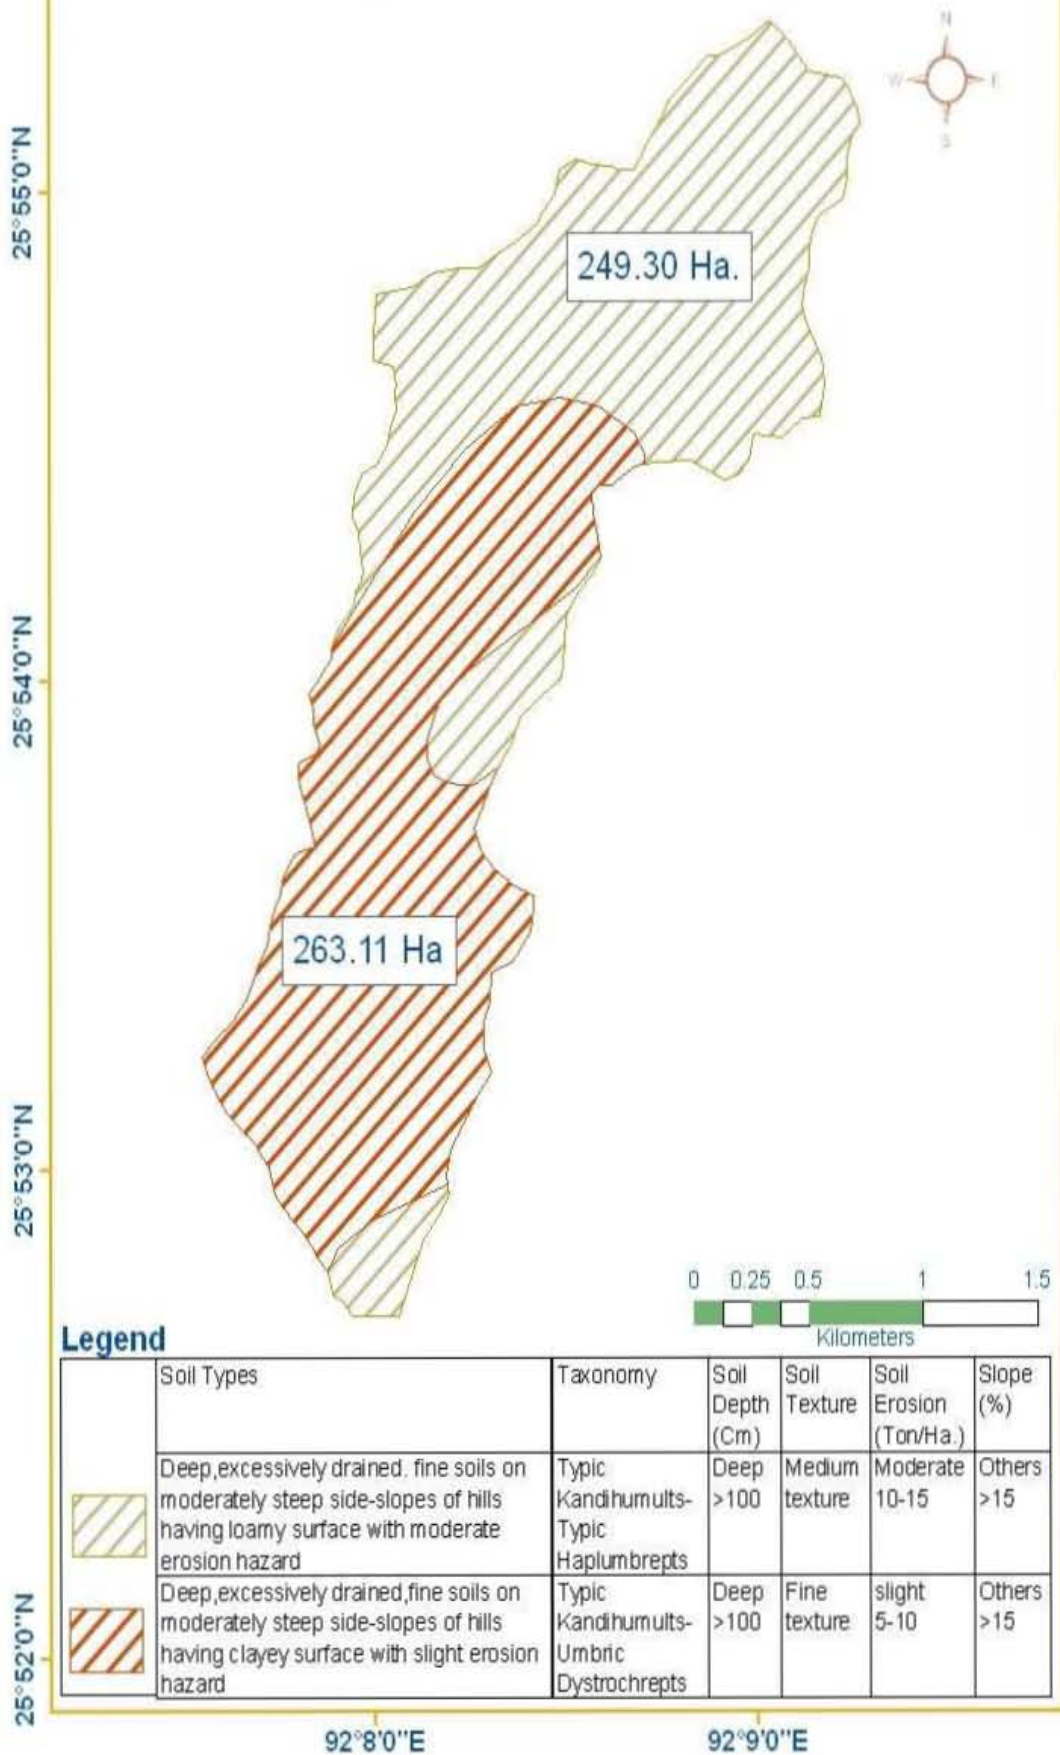 N
W E
S
25°55'0"N
249.30 Ha.
25°54'0"N
263.11 Ha
25°53'0"N
0 0.25 0.5 1 1.5
Kilometers
Legend
Soil Types
Taxonomy
Soil
Depth
(Cm)
Soil
Texture
Soil
Erosion
(Ton/Ha.)
Slope
(%)
Deep,excessively drained. fine soils on
moderately steep side-slopes of hills
having loamy surface with moderate
erosion hazard
Typic
Kandihumults-
Typic
Haplumbrepts
Deep
>100
Medium
texture
Moderate
10-15
Others
>15
Deep,excessively drained,fine soils on
moderately steep side-slopes of hills
having clayey surface with slight erosion
hazard
Typic
Kandihumults-
Umbric
Dystrochrepts
Deep
>100
Fine
texture
slight
5-10
Others
>15
25°52'0"N
92°8'0"E
92°9'0"E